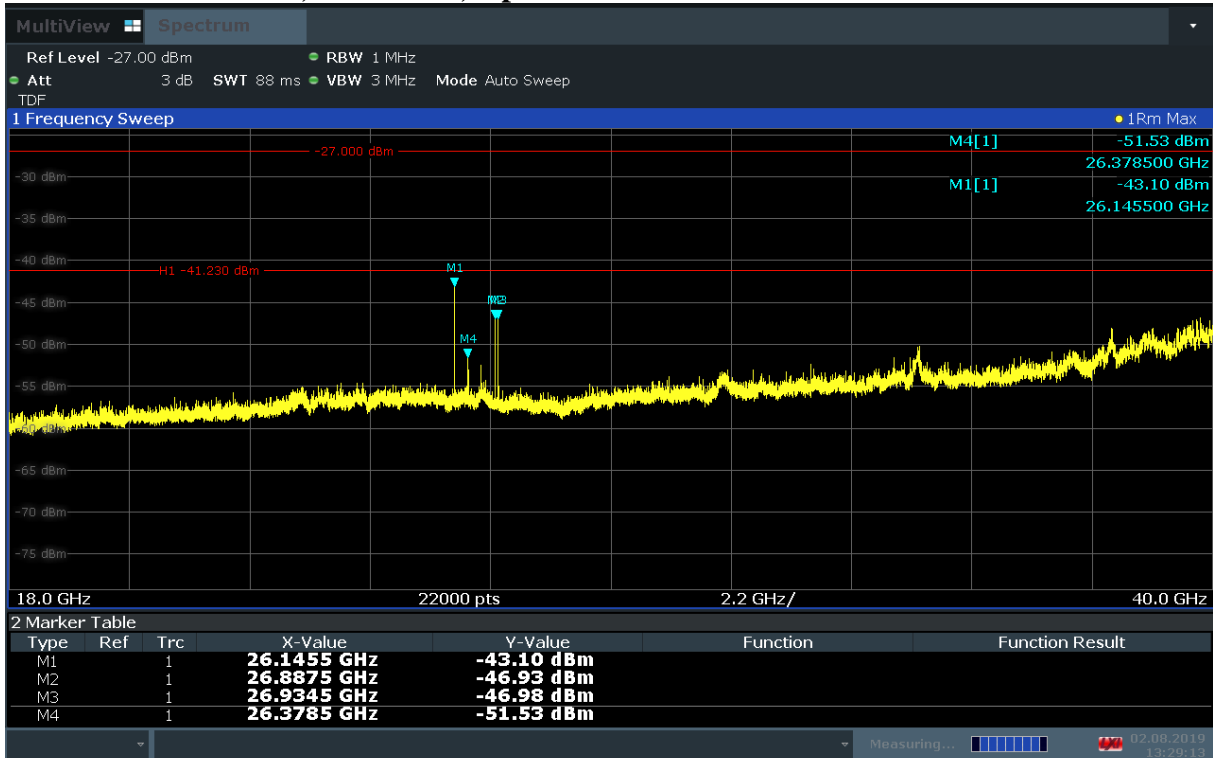 MultiView Spectrum
Ref Level -27.00 dBm RBW 1 MHz
Att 3 dB SWT 88 ms VBW 3 MHz Mode Auto Sweep
TDF
1 Frequency Sweep 1Rm Max
M4[1] -51.53 dBm
-27.000 dBm
26.378500 GHz
-30 dBm
M1[1] -43.10 dBm
26.145500 GHz
-35 dBm
-40 dBm
H1 -41.230 dBm
M1
-45 dBm
M3
M4
-50 dBm
-55 dBm
-60 dBm
-65 dBm
-70 dBm
-75 dBm
18.0 GHz 22000 pts 2.2 GHz/ 40.0 GHz
2 Marker Table
Type Ref Trc X-Value Y-Value Function Function Result
M1 1 26.1455 GHz -43.10 dBm
M2 1 26.8875 GHz -46.93 dBm
M3 1 26.9345 GHz -46.98 dBm
M4 1 26.3785 GHz -51.53 dBm
Measuring... 02.08.2019
13:29:13